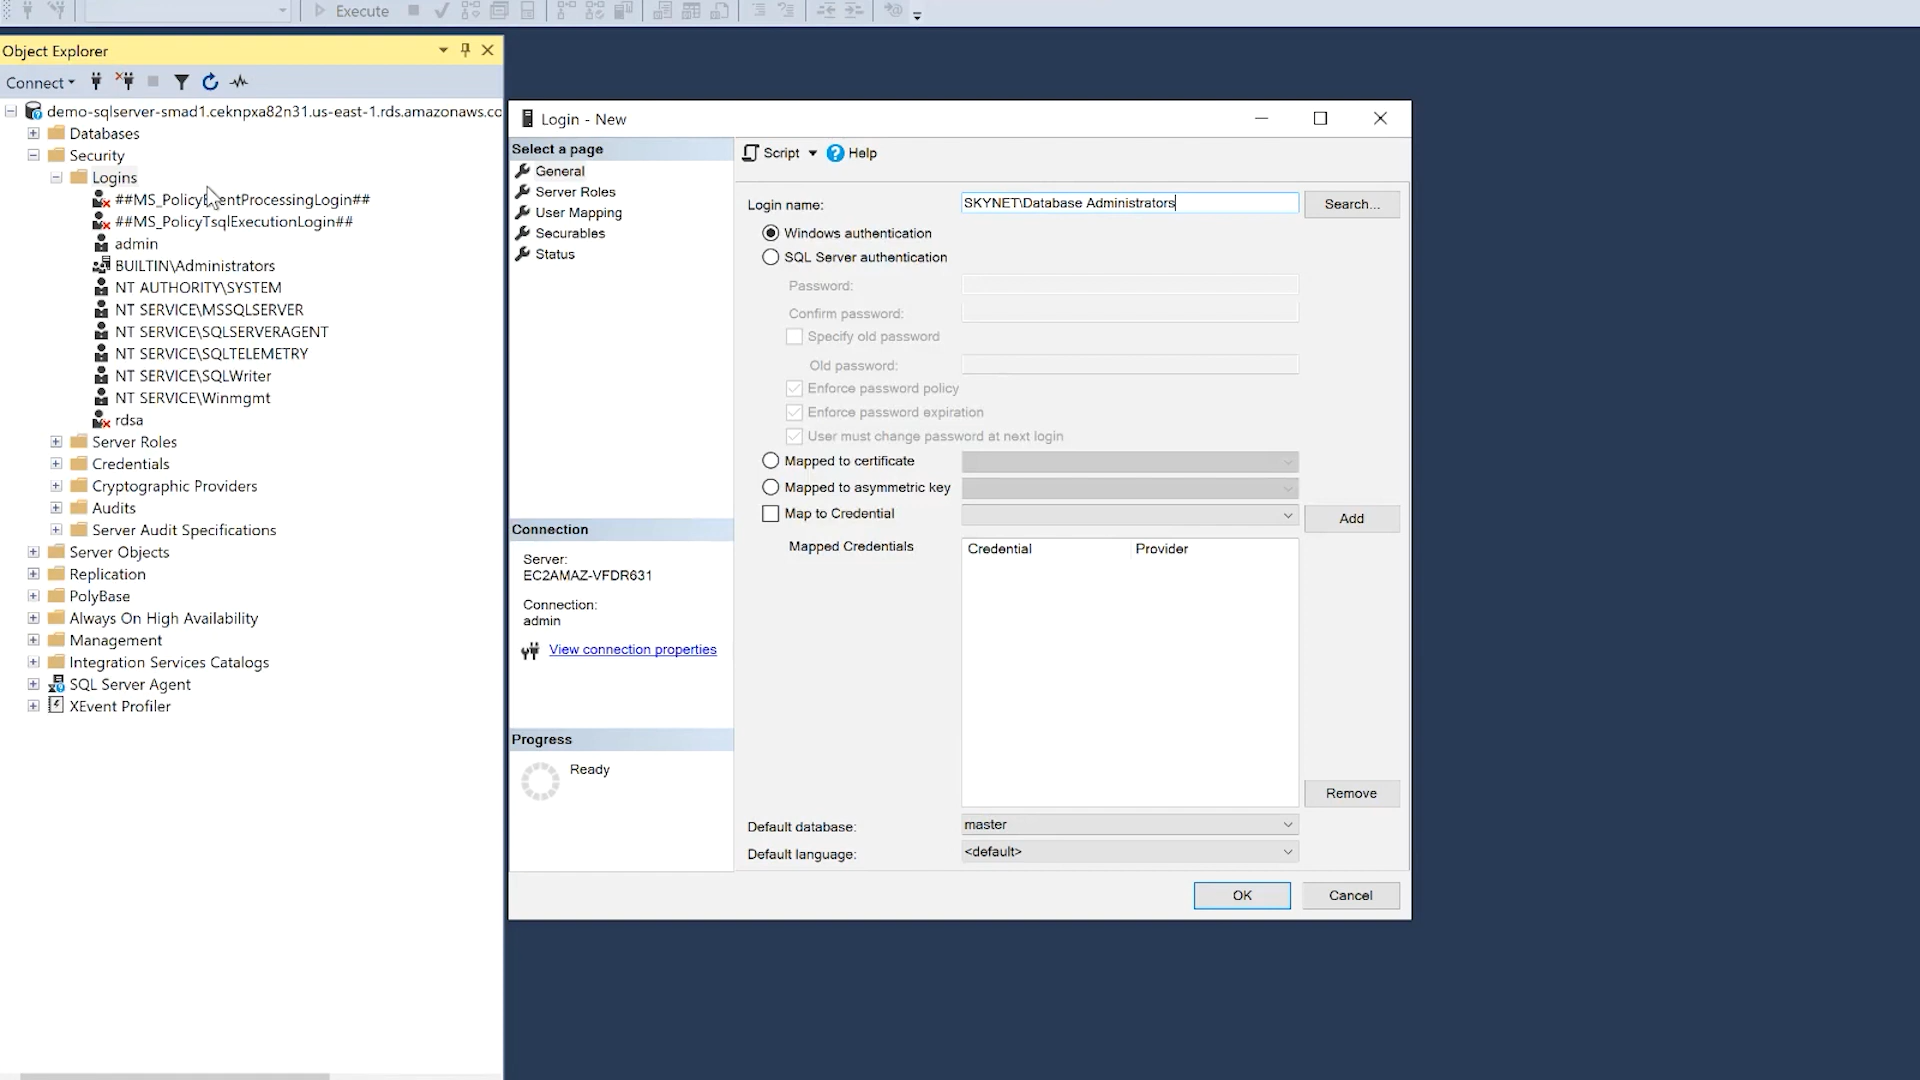 Execute
Object Explorer
Connect
demo-sqlserver-smad1.ceknpxa82n31.us-east-1.rds.amazonaws.co
Databases
Security
Logins
##MS_PolicyEventProcessingLogin##
##MS_PolicyTsqlExecutionLogin##
admin
BUILTIN\Administrators
NT AUTHORITY\SYSTEM
NT SERVICE\MSSQLSERVER
NT SERVICE\SQLSERVERAGENT
NT SERVICE\SQLTELEMETRY
NT SERVICE\SQLWriter
NT SERVICE\Winmgmt
rdsa
Server Roles
Credentials
Cryptographic Providers
Audits
Server Audit Specifications
Server Objects
Replication
PolyBase
Always On High Availability
Management
Integration Services Catalogs
SQL Server Agent
XEvent Profiler
Login - New
Select a page
General
Server Roles
User Mapping
Securables
Status
Connection
Server:
EC2AMAZ-VFDR631
Connection:
admin
View connection properties
Progress
Ready
Script
Help
Login name: SKYNET\Database Administrators Search...
Windows authentication
SQL Server authentication
Password:
Confirm password:
Specify old password
Old password:
Enforce password policy
Enforce password expiration
User must change password at next login
Mapped to certificate
Mapped to asymmetric key
Map to Credential Add
Mapped Credentials Credential Provider
Remove
Default database: master
Default language: <default>
OK Cancel